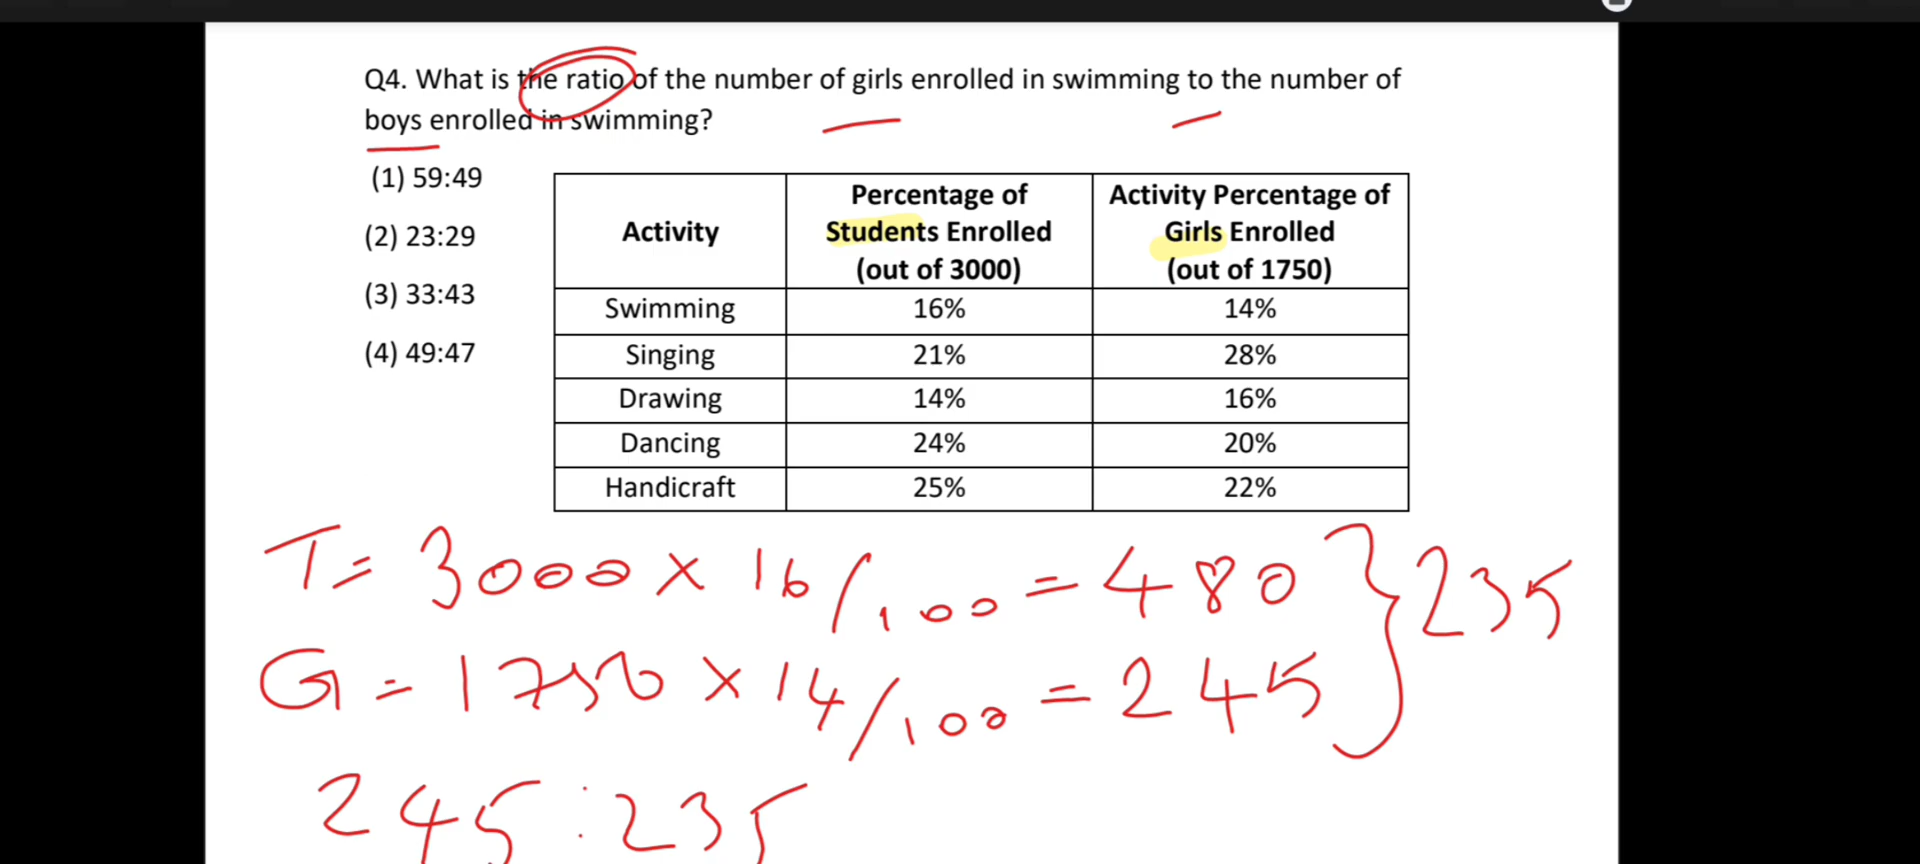 Q4. What is the ratio of the number of girls enrolled in swimming to the number of
boys enrolled in swimming?
(1) 59:49
(2) 23:29
(3) 33:43
(4) 49:47
Activity
Percentage of
Students Enrolled
(out of 3000)
Activity Percentage of
Girls Enrolled
(out of 1750)
Swimming 16% 14%
Singing 21% 28%
Drawing 14% 16%
Dancing 24% 20%
Handicraft 25% 22%
T = 3000 × 16/100 = 480 } 235
G = 1750 × 14/100 = 245
245 : 235